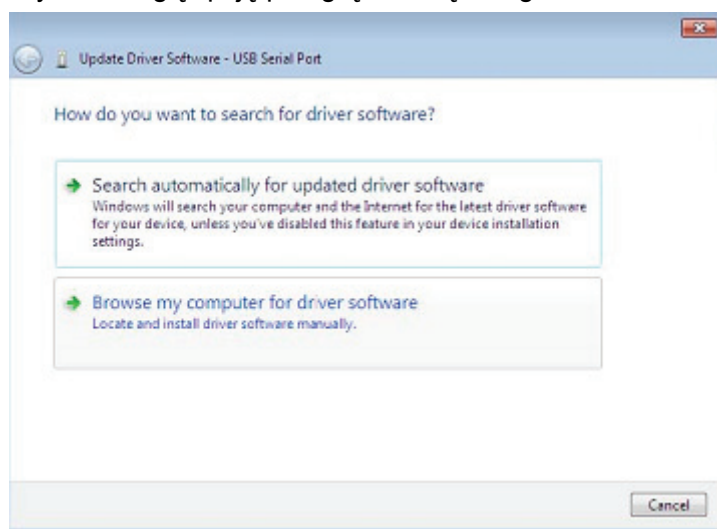 Update Driver Software - USB Serial Port
How do you want to search for driver software?
Search automatically for updated driver software
Windows will search your computer and the Internet for the latest driver software
for your device, unless you've disabled this feature in your device installation
settings.
Browse my computer for driver software
Locate and install driver software manually.
Cancel